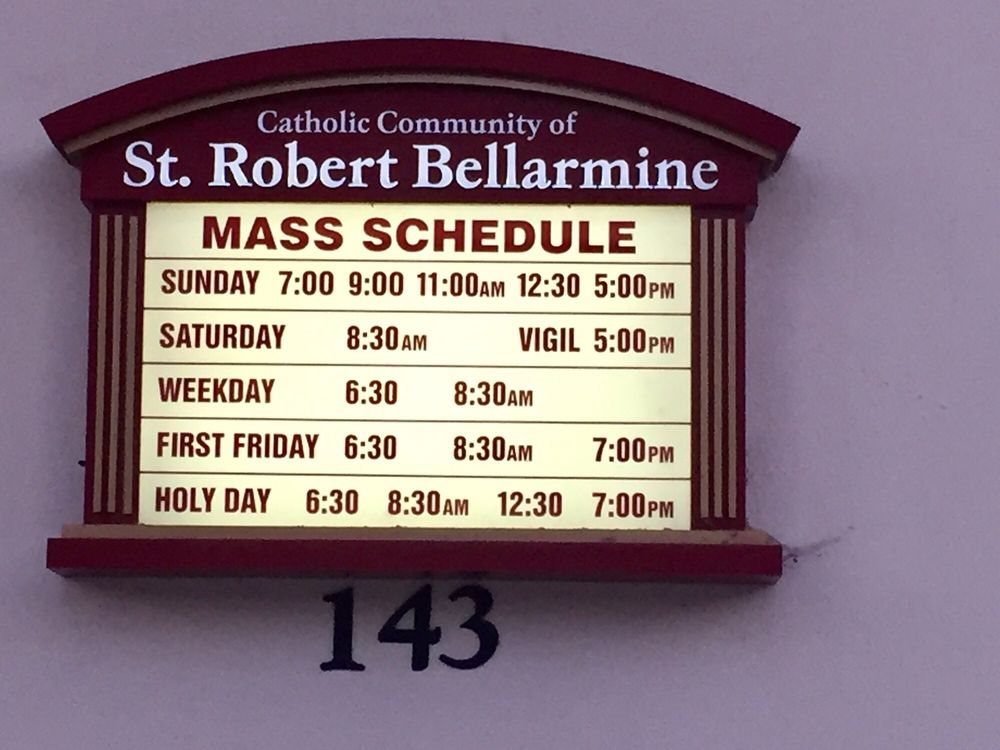 Catholic Community of
St. Robert Bellarmine
MASS SCHEDULE
SUNDAY 7:00 9:00 11:00AM 12:30 5:00PM
SATURDAY 8:30AM VIGIL 5:00PM
WEEKDAY 6:30 8:30AM
FIRST FRIDAY 6:30 8:30AM 7:00PM
HOLY DAY 6:30 8:30AM 12:30 7:00PM
143